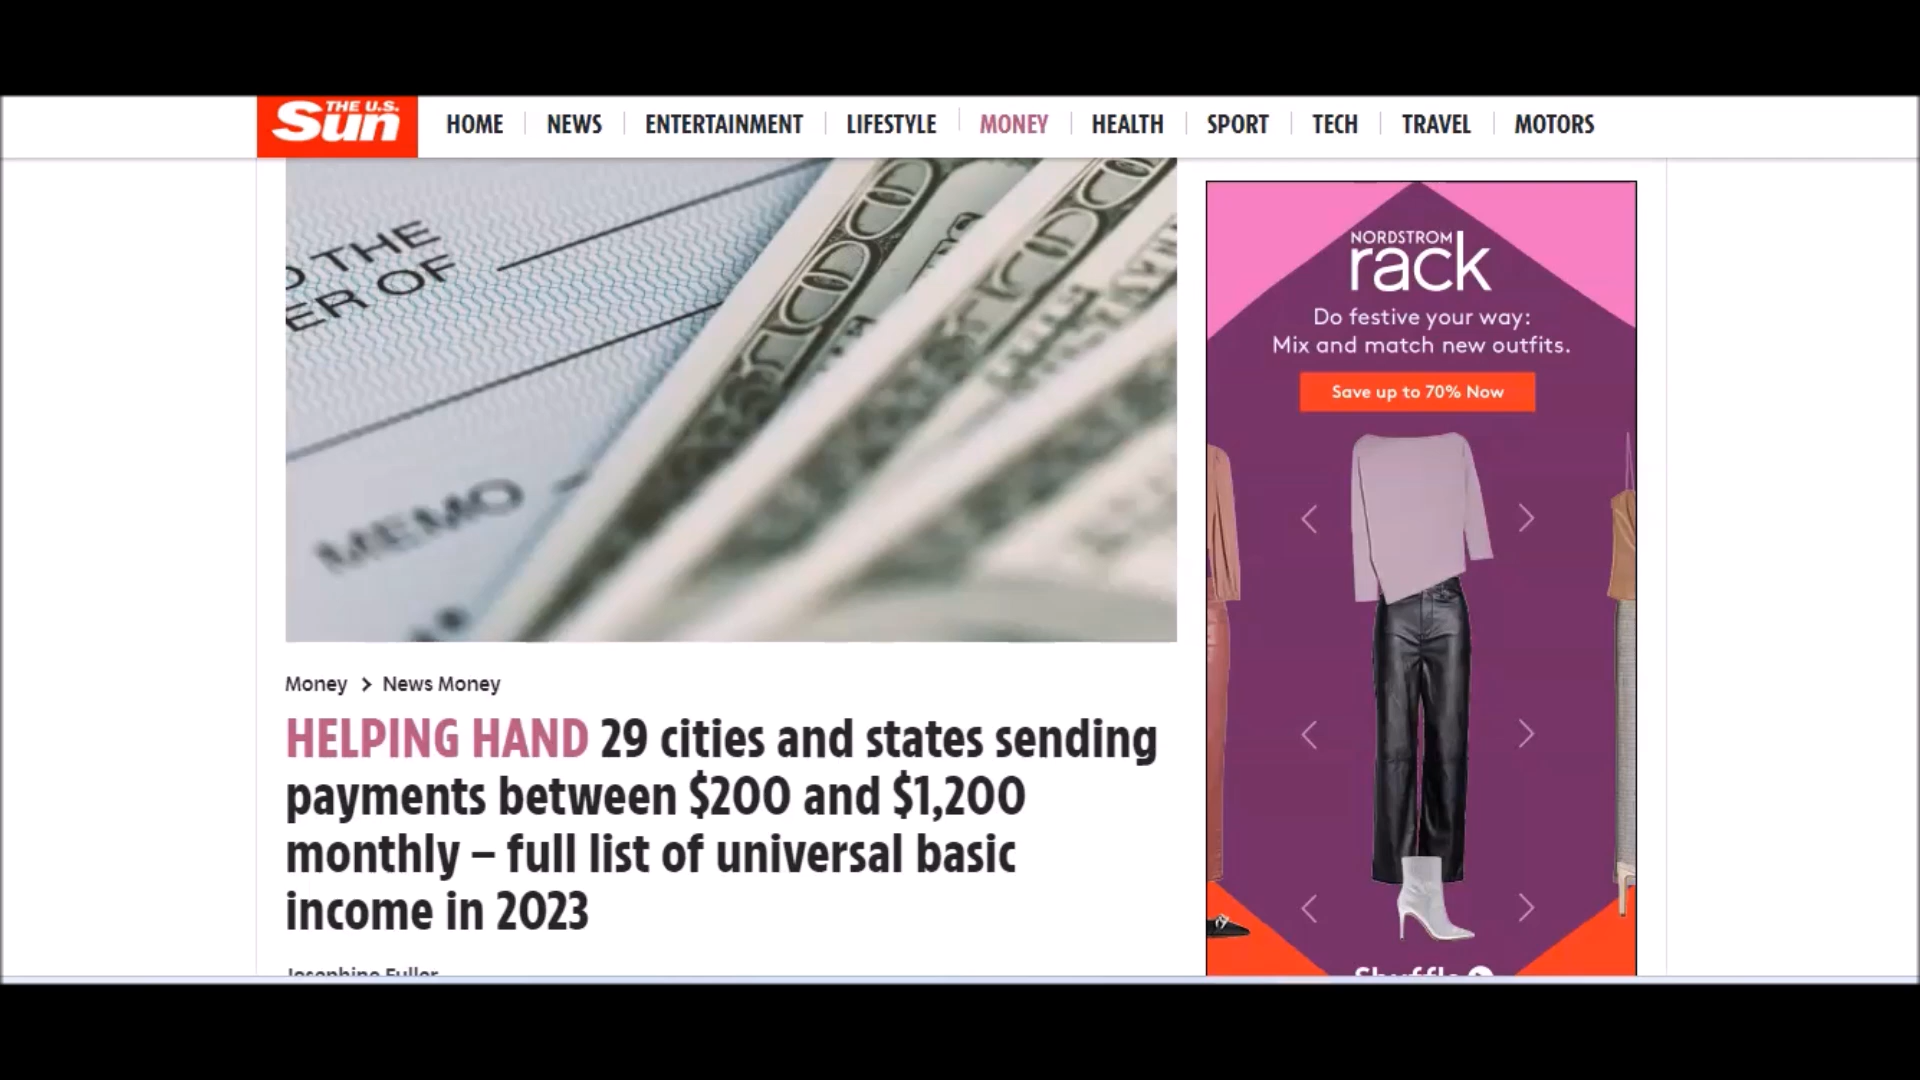 THE U.S.
Sun
HOME
NEWS
ENTERTAINMENT
LIFESTYLE
MONEY
HEALTH
SPORT
TECH
TRAVEL
MOTORS
THE
ER OF
MEMO
Money > News Money
HELPING HAND 29 cities and states sending
payments between $200 and $1,200
monthly – full list of universal basic
income in 2023
Josephine Fuller
NORDSTROM
rack
Do festive your way:
Mix and match new outfits.
Save up to 70% Now
Shuffle